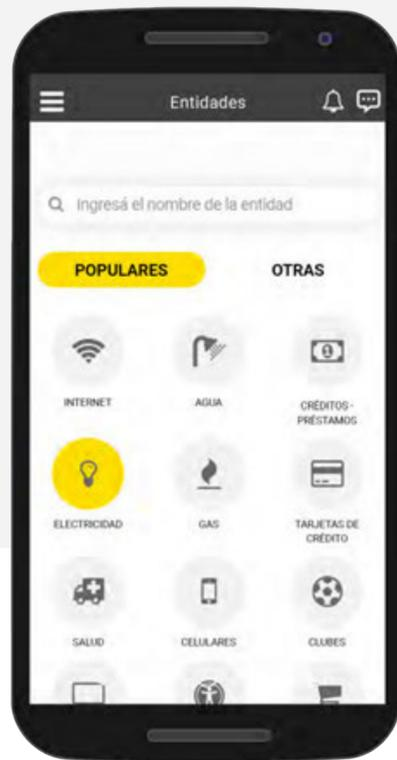 Entidades
Ingresá el nombre de la entidad
POPULARES
OTRAS
INTERNET
AGUA
CRÉDITOS -
PRÉSTAMOS
ELECTRICIDAD
GAS
TARJETAS DE
CRÉDITO
SALUD
CELULARES
CLUBES